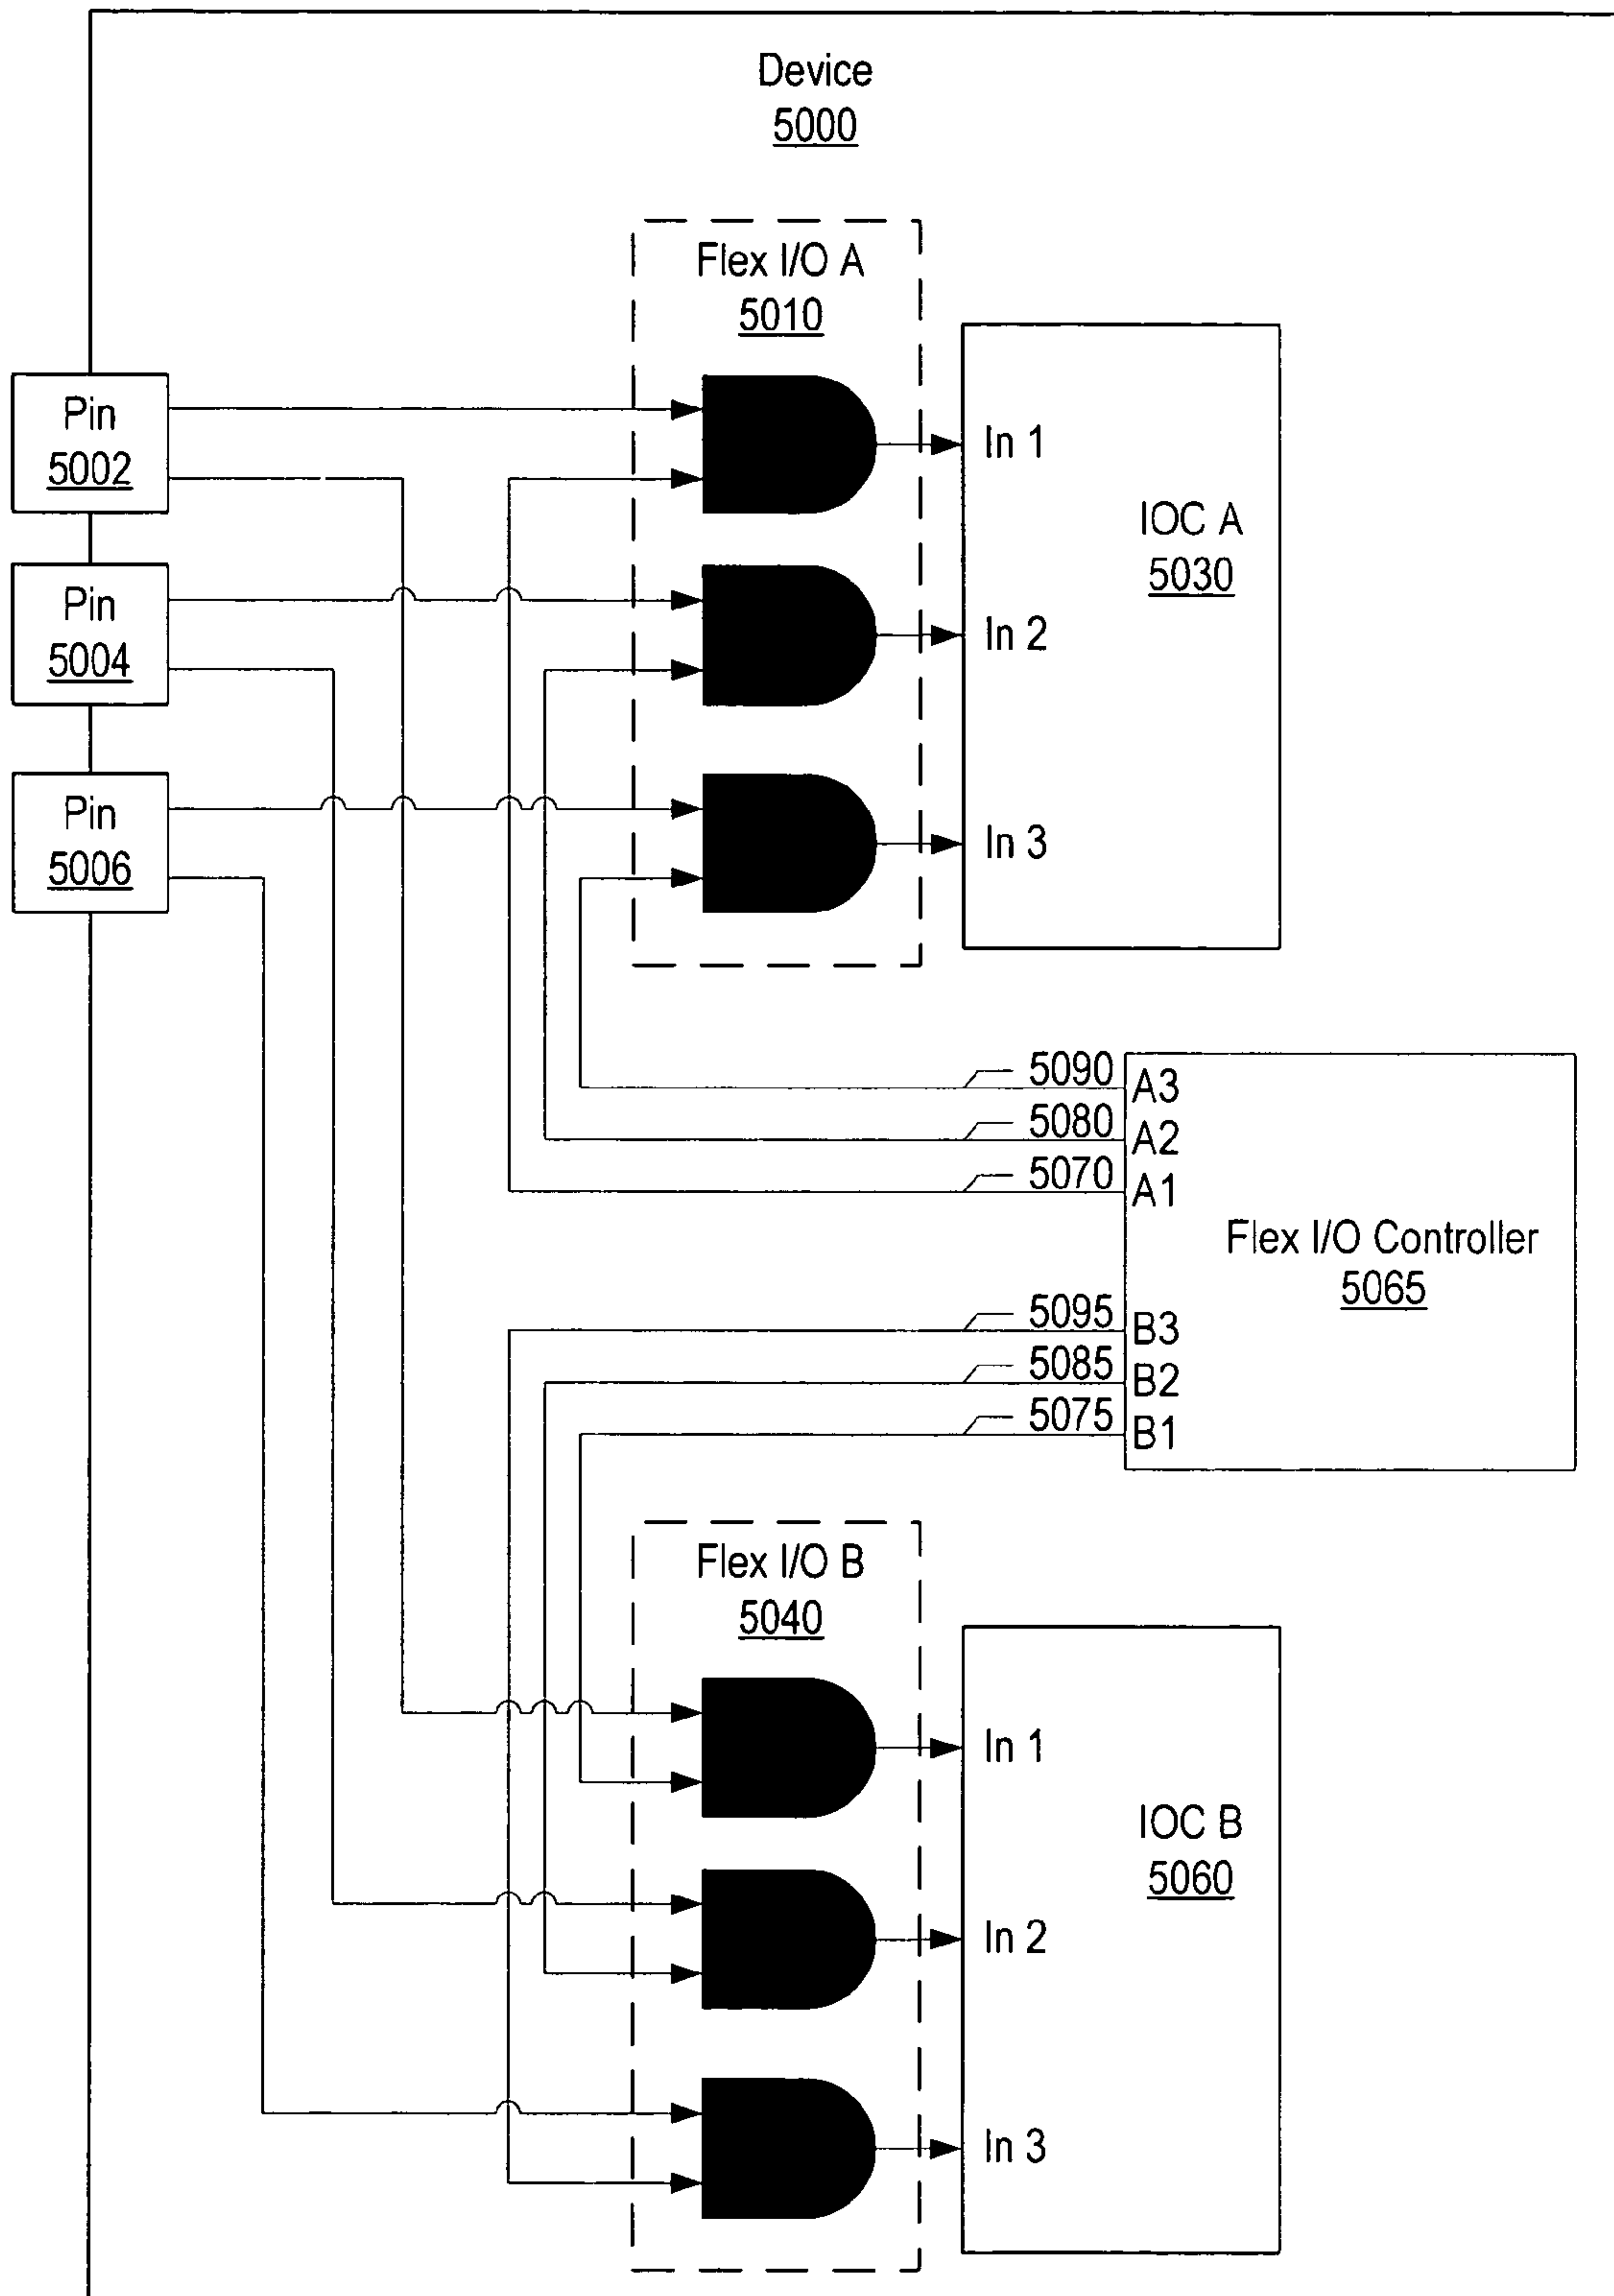 Device
5000
Flex I/O A
5010
Pin
5002
In 1
IOC A
5030
Pin
5004
In 2
Pin
5006
In 3
5090
A3
5080
A2
5070
A1
Flex I/O Controller
5065
5095
B3
5085
B2
5075
B1
Flex I/O B
5040
In 1
IOC B
5060
In 2
In 3